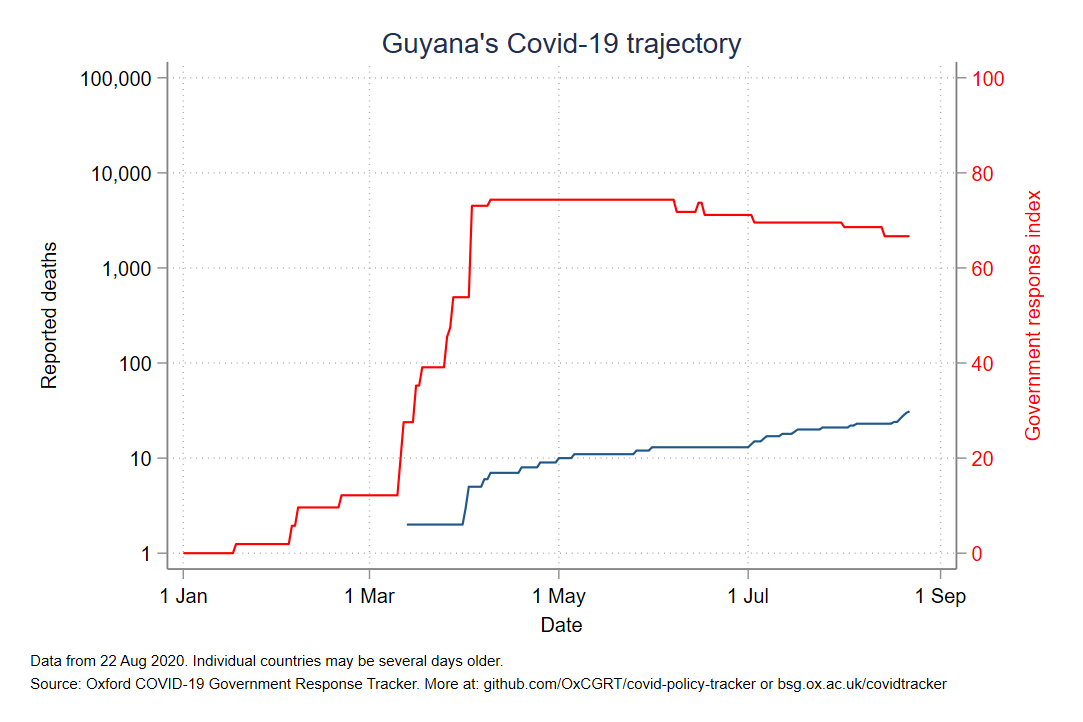 Guyana's Covid-19 trajectory
100,000
10,000
1,000
100
10
1
Reported deaths
100
80
60
40
20
0
Government response index
1 Jan
1 Mar
1 May
1 Jul
1 Sep
Date
Data from 22 Aug 2020. Individual countries may be several days older.
Source: Oxford COVID-19 Government Response Tracker. More at: github.com/OxCGRT/covid-policy-tracker or bsg.ox.ac.uk/covidtracker